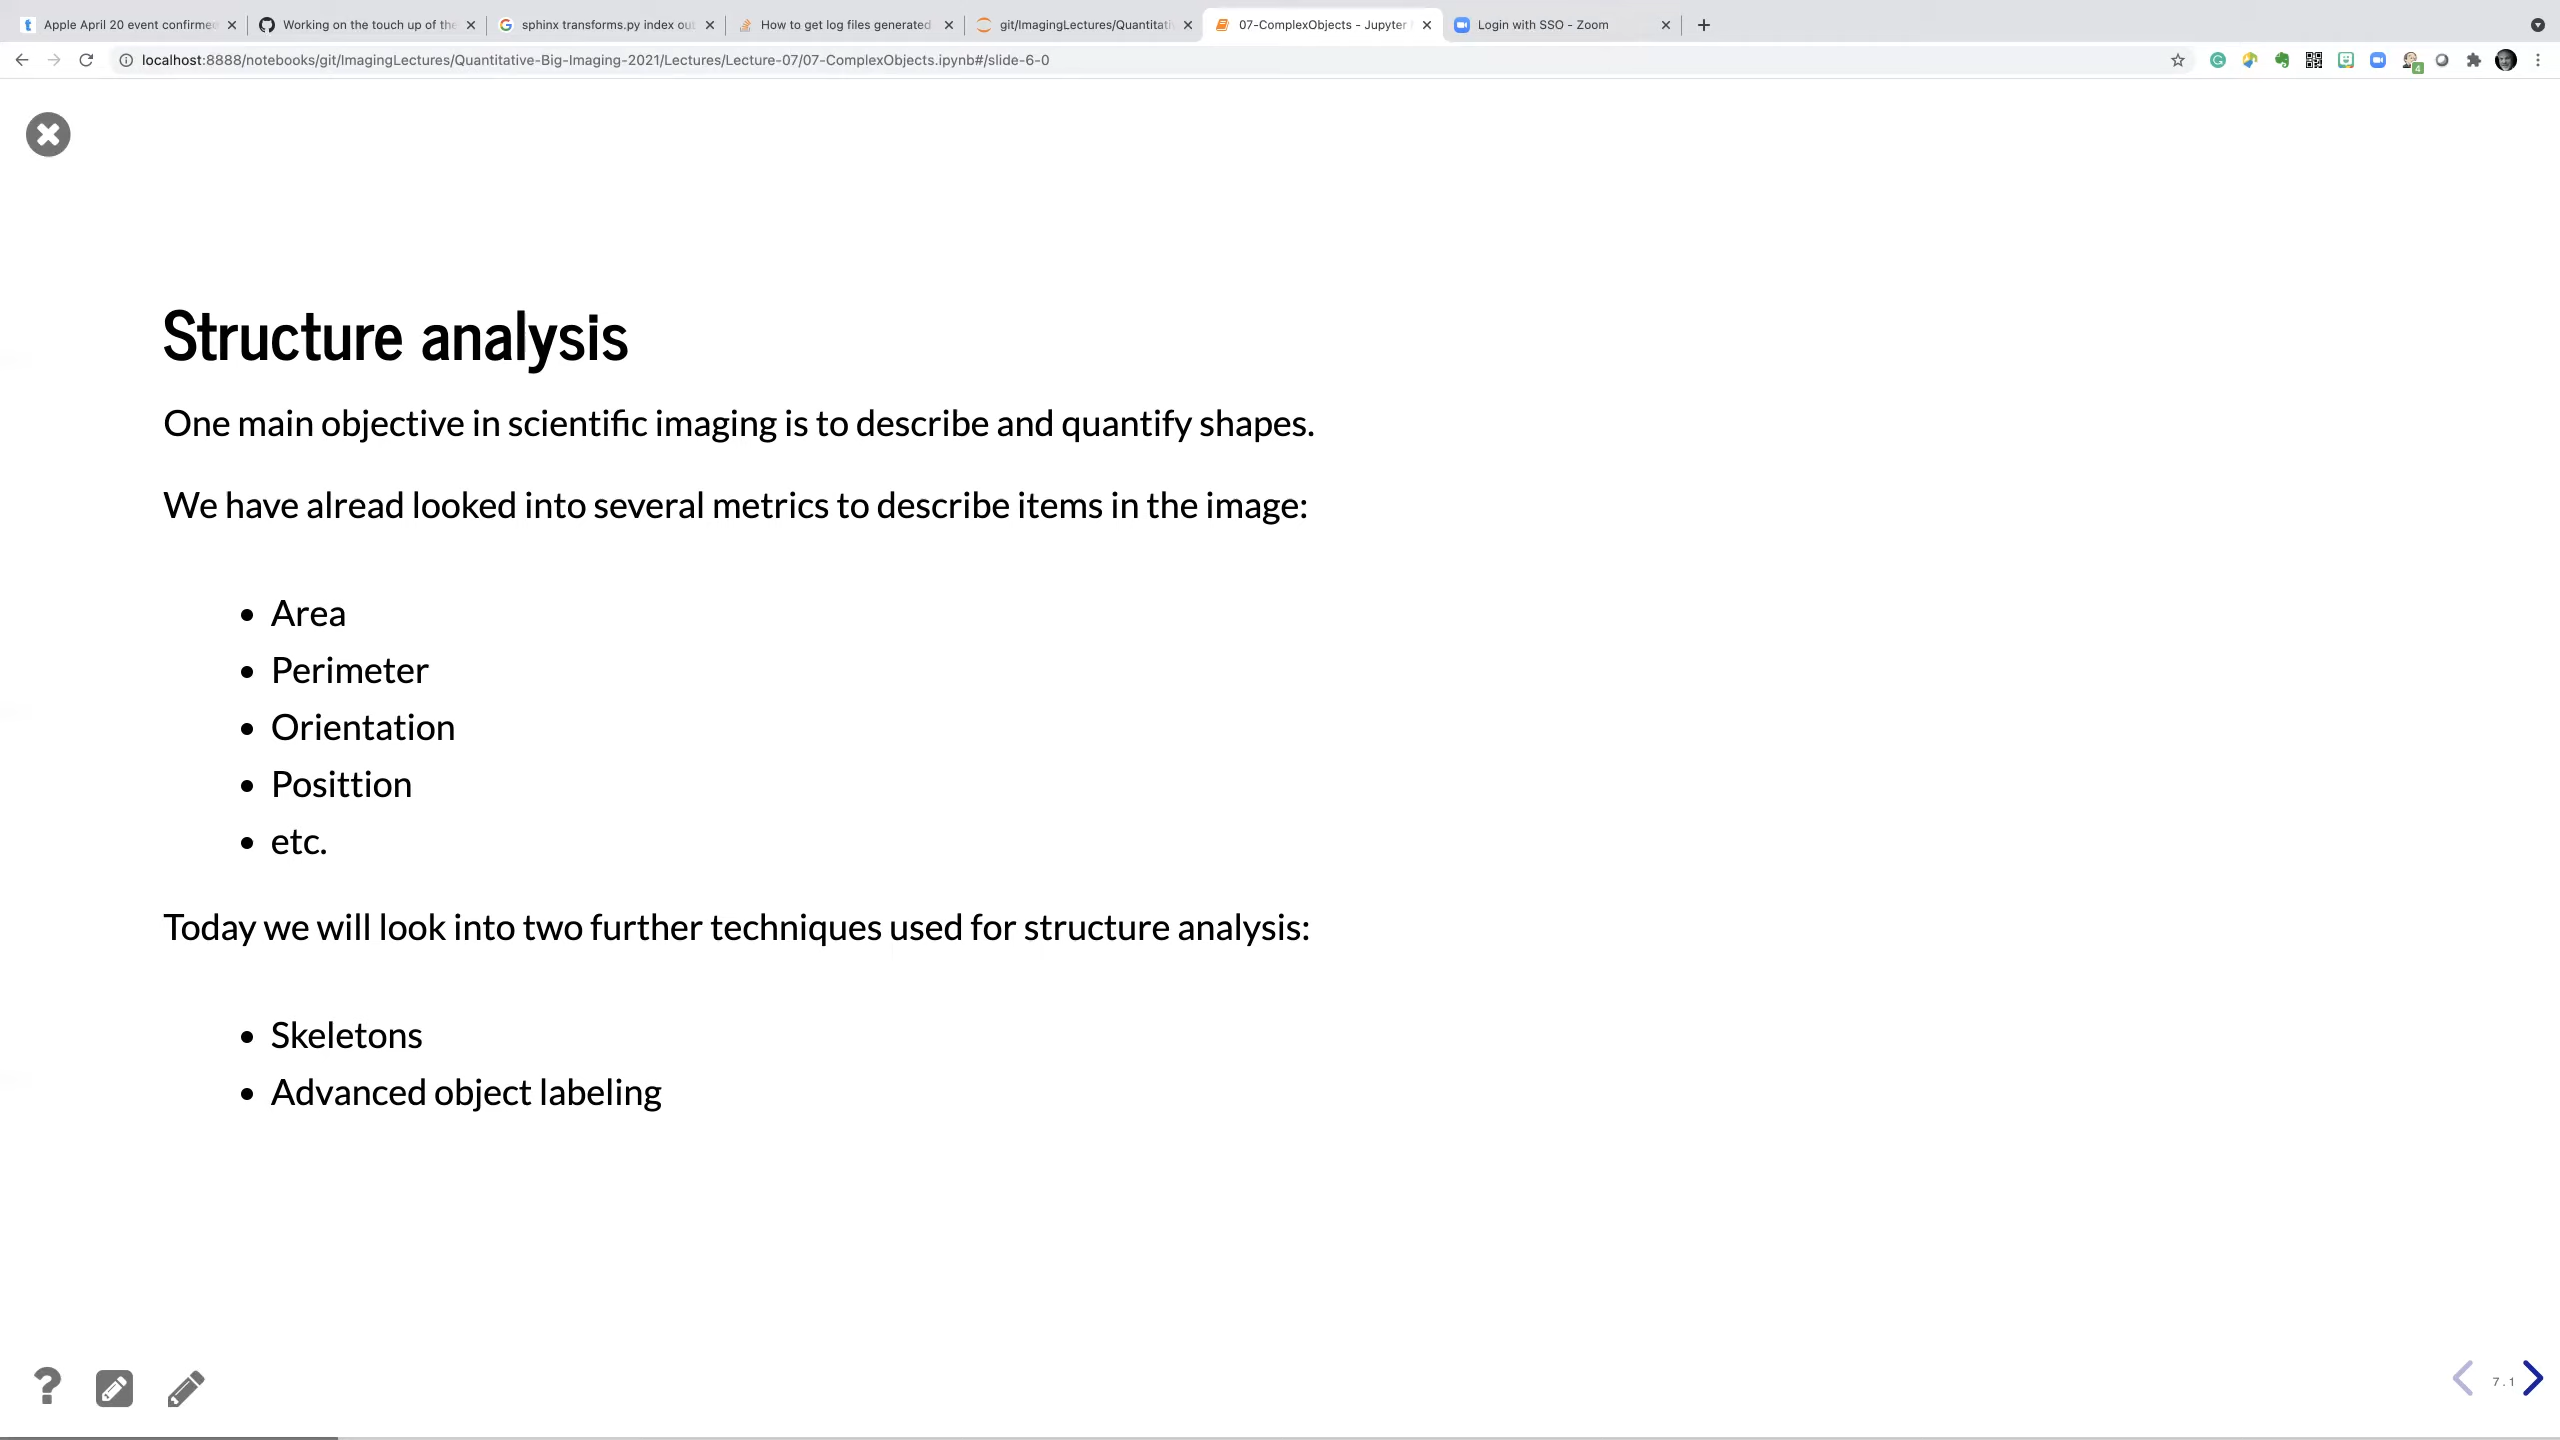 Apple April 20 event confirmed
Working on the touch up of the
sphinx transforms.py index out
How to get log files generated
git/ImagingLectures/Quantitati
07-ComplexObjects - Jupyter
Login with SSO - Zoom
localhost:8888/notebooks/git/ImagingLectures/Quantitative-Big-Imaging-2021/Lectures/Lecture-07/07-ComplexObjects.ipynb#/slide-6-0
4
Structure analysis
One main objective in scientific imaging is to describe and quantify shapes.
We have alread looked into several metrics to describe items in the image:
• Area
• Perimeter
• Orientation
• Posittion
• etc.
Today we will look into two further techniques used for structure analysis:
• Skeletons
• Advanced object labeling
7.1